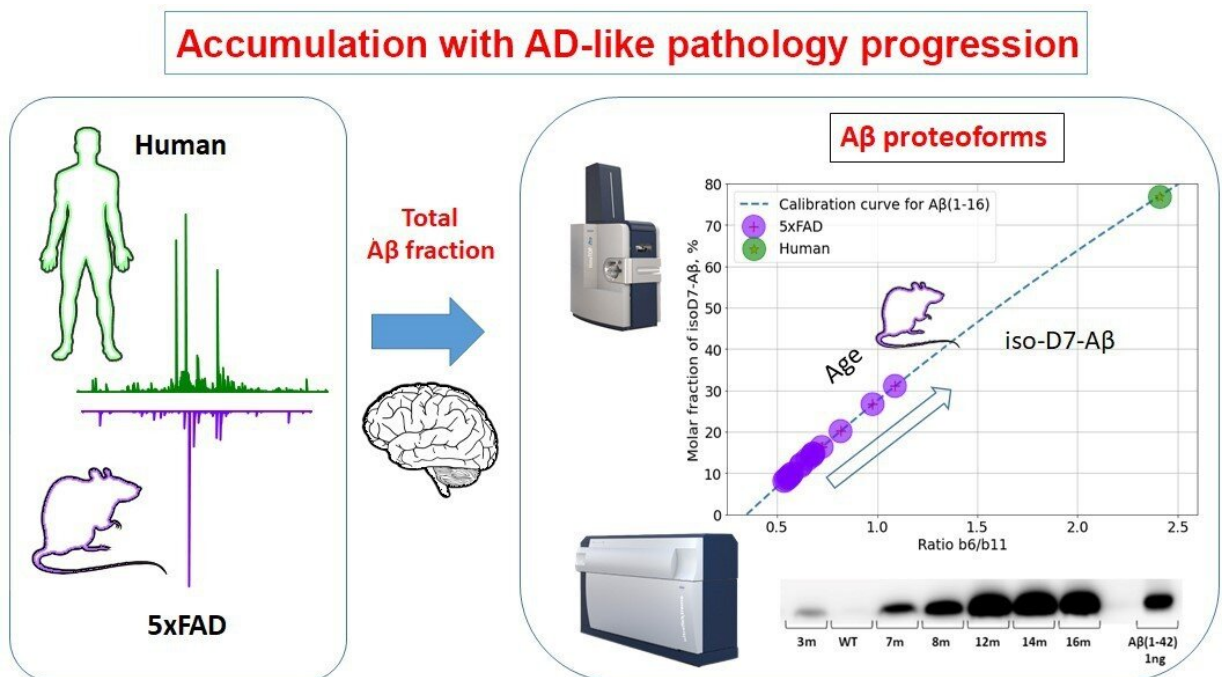 Accumulation with AD-like pathology progression
Human
5xFAD
Total
Aβ fraction
Aβ proteoforms
Molar fraction of isoD7-Aβ, %
80
70
60
50
40
30
20
10
0
Calibration curve for Aβ(1-16)
5xFAD
Human
Age
iso-D7-Aβ
0.5 1.0 1.5 2.0 2.5
Ratio b6/b11
3m WT 7m 8m 12m 14m 16m Aβ(1-42)
1ng